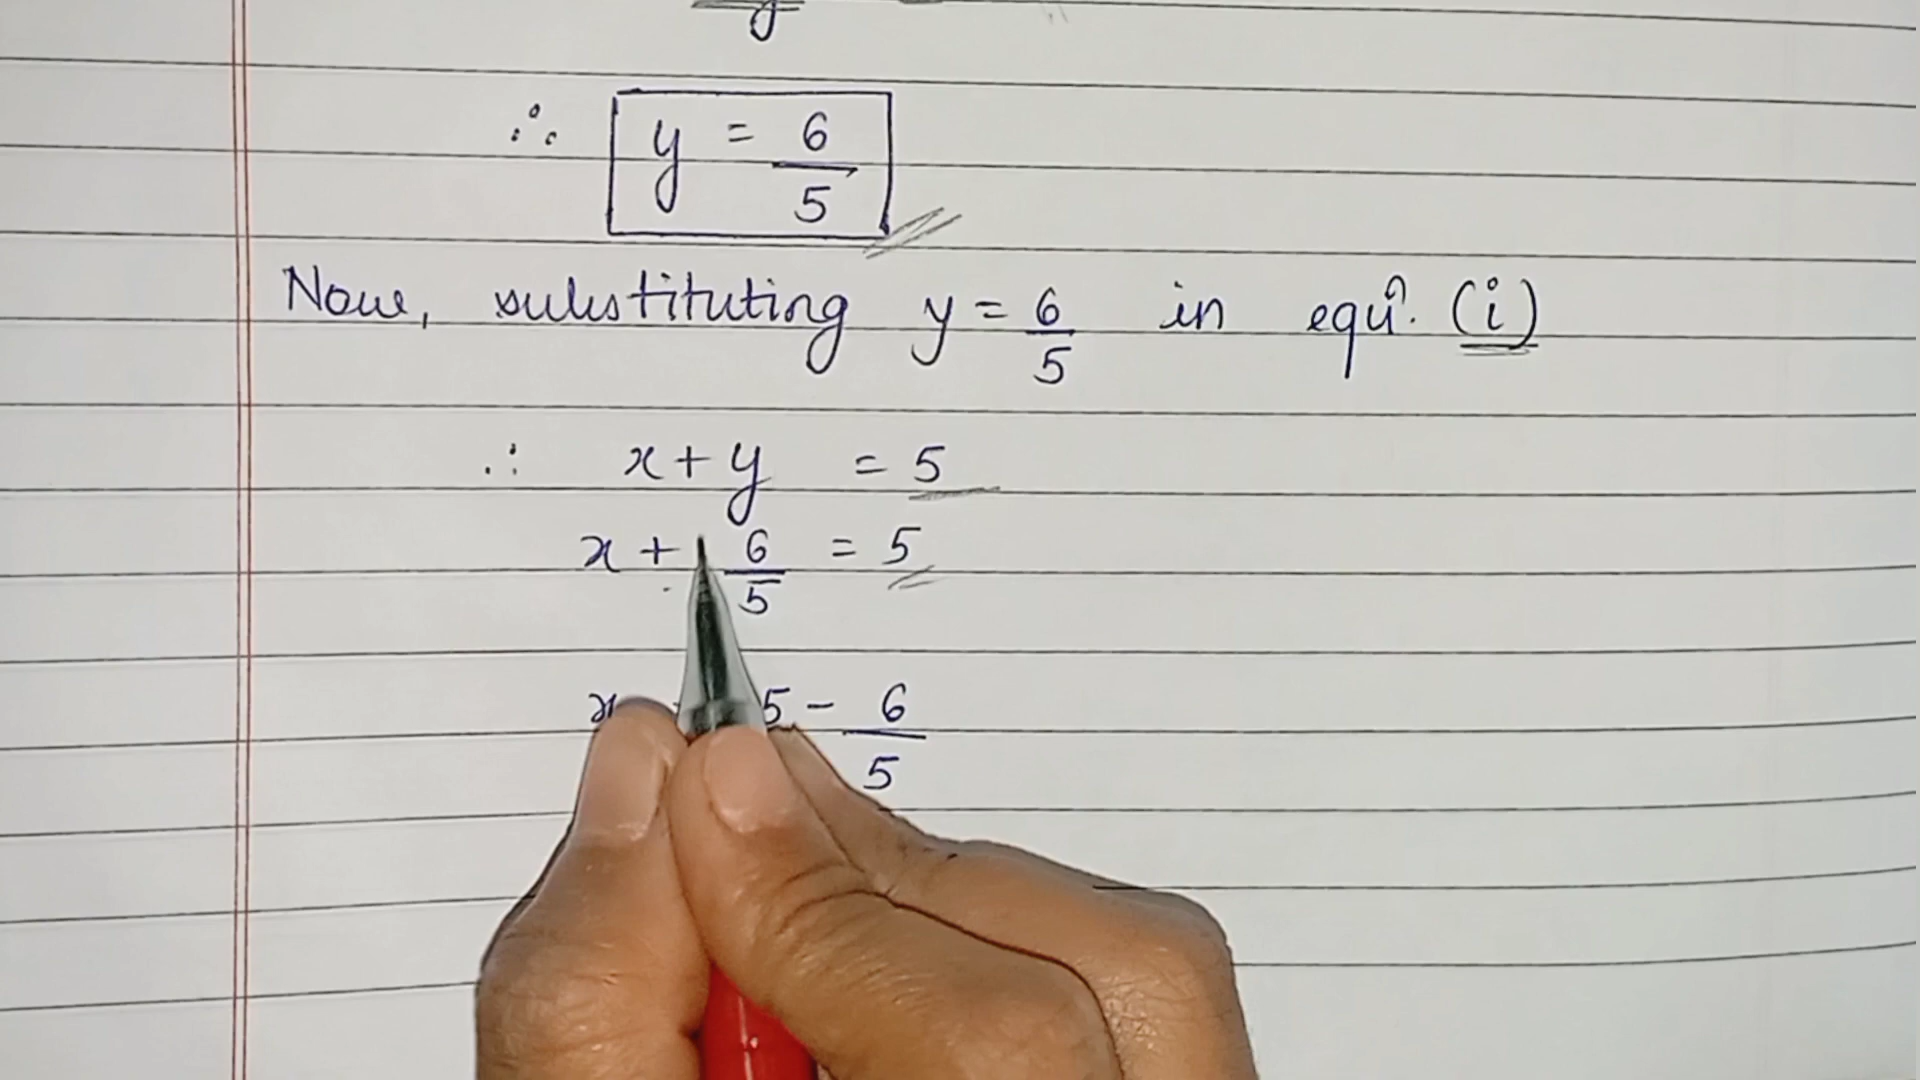 ∴ y = 6/5
Now, substituting y = 6/5 in equⁿ. (i)
∴ x + y = 5
x + 6/5 = 5
x = 5 - 6/5